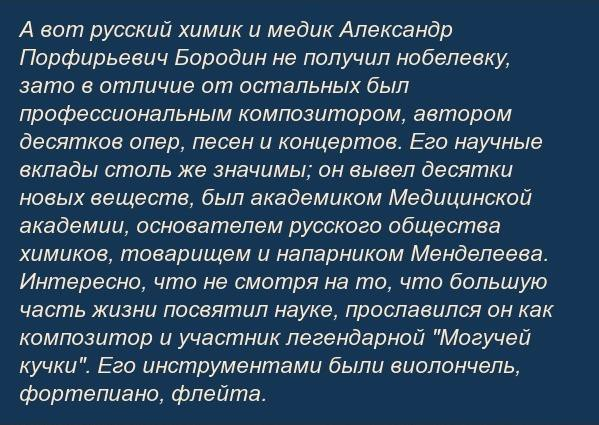 А вот русский химик и медик Александр
Порфирьевич Бородин не получил нобелевку,
зато в отличие от остальных был
профессиональным композитором, автором
десятков опер, песен и концертов. Его научные
вклады столь же значимы; он вывел десятки
новых веществ, был академиком Медицинской
академии, основателем русского общества
химиков, товарищем и напарником Менделеева.
Интересно, что не смотря на то, что большую
часть жизни посвятил науке, прославился он как
композитор и участник легендарной "Могучей
кучки". Его инструментами были виолончель,
фортепиано, флейта.